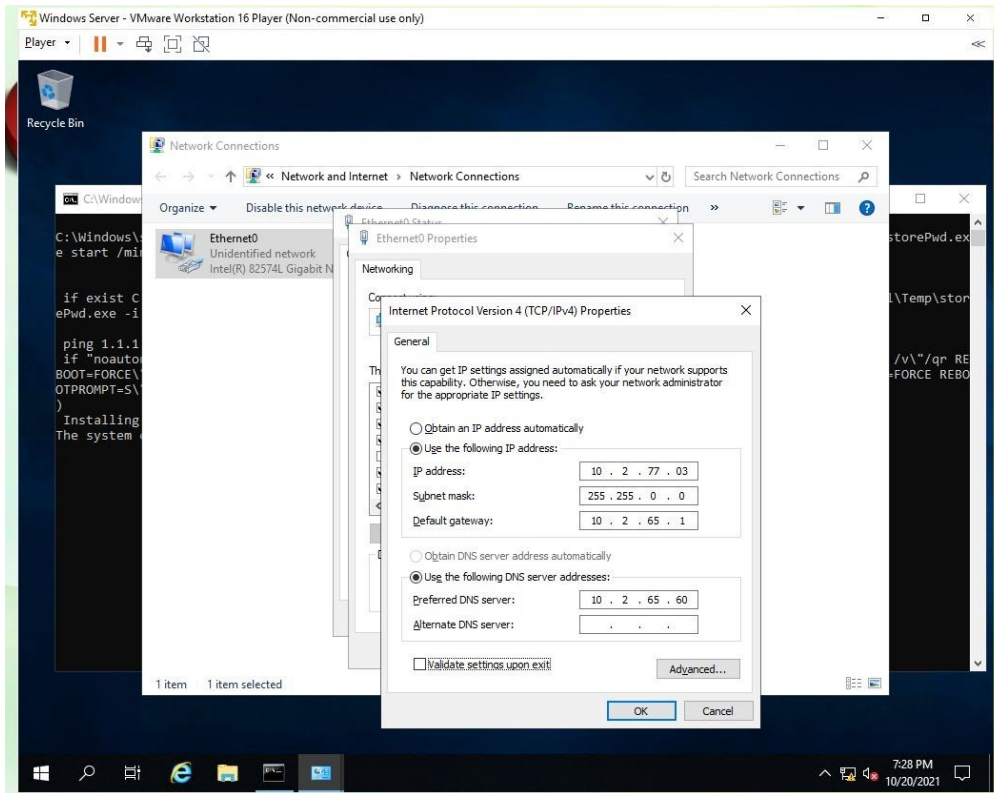 Windows Server - VMware Workstation 16 Player (Non-commercial use only)
Player
Recycle Bin
Network Connections
« Network and Internet > Network Connections
Search Network Connections
C:\Window
Organize
Disable this network device
Diagnose this connection
Rename this connection
»
Ethernet0 Status
C:\Windows\
storePwd.ex
Ethernet0
Ethernet0 Properties
e start /mi
Unidentified network
Intel(R) 82574L Gigabit N
Networking
if exist C
l\Temp\stor
ePwd.exe -i
Internet Protocol Version 4 (TCP/IPv4) Properties
General
ping 1.1.1
if "noauto
/v\"/qr RE
BOOT=FORCE\
=FORCE REBO
OTPROMPT=S\
)
Installing
The system
Th
You can get IP settings assigned automatically if your network supports
this capability. Otherwise, you need to ask your network administrator
for the appropriate IP settings.
Obtain an IP address automatically
Use the following IP address:
IP address: 10 . 2 . 77 . 03
Subnet mask: 255 . 255 . 0 . 0
Default gateway: 10 . 2 . 65 . 1
Obtain DNS server address automatically
Use the following DNS server addresses:
Preferred DNS server: 10 . 2 . 65 . 60
Alternate DNS server: . . .
Validate settings upon exit
Advanced...
1 item 1 item selected
OK Cancel
7:28 PM
10/20/2021